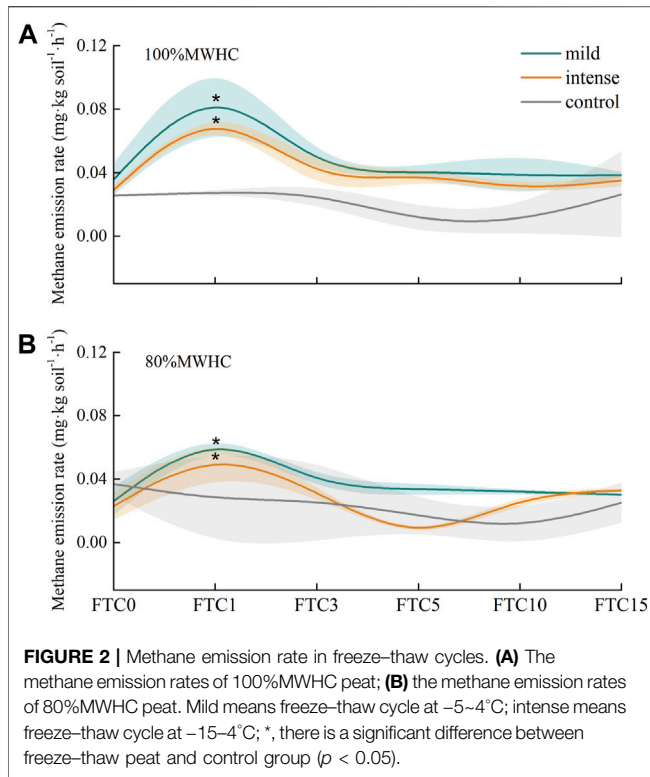 A
100%MWHC
mild
intense
control
*
*
Methane emission rate (mg·kg soil⁻¹·h⁻¹)
0.12
0.08
0.04
0.00
B
80%MWHC
*
*
Methane emission rate (mg·kg soil⁻¹·h⁻¹)
0.12
0.08
0.04
0.00
FTC0 FTC1 FTC3 FTC5 FTC10 FTC15
FIGURE 2 | Methane emission rate in freeze–thaw cycles. (A) The
methane emission rates of 100%MWHC peat; (B) the methane emission rates
of 80%MWHC peat. Mild means freeze–thaw cycle at −5~4°C; intense means
freeze–thaw cycle at −15–4°C; *, there is a significant difference between
freeze–thaw peat and control group (p < 0.05).